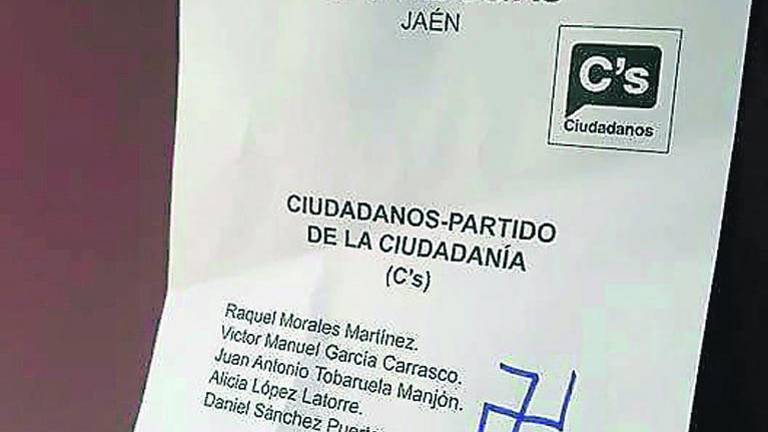 JAÉN
C's
Ciudadanos
CIUDADANOS-PARTIDO
DE LA CIUDADANÍA
(C's)
Raquel Morales Martínez.
Víctor Manuel García Carrasco.
Juan Antonio Tobaruela Manjón.
Alicia López Latorre.
Daniel Sánchez